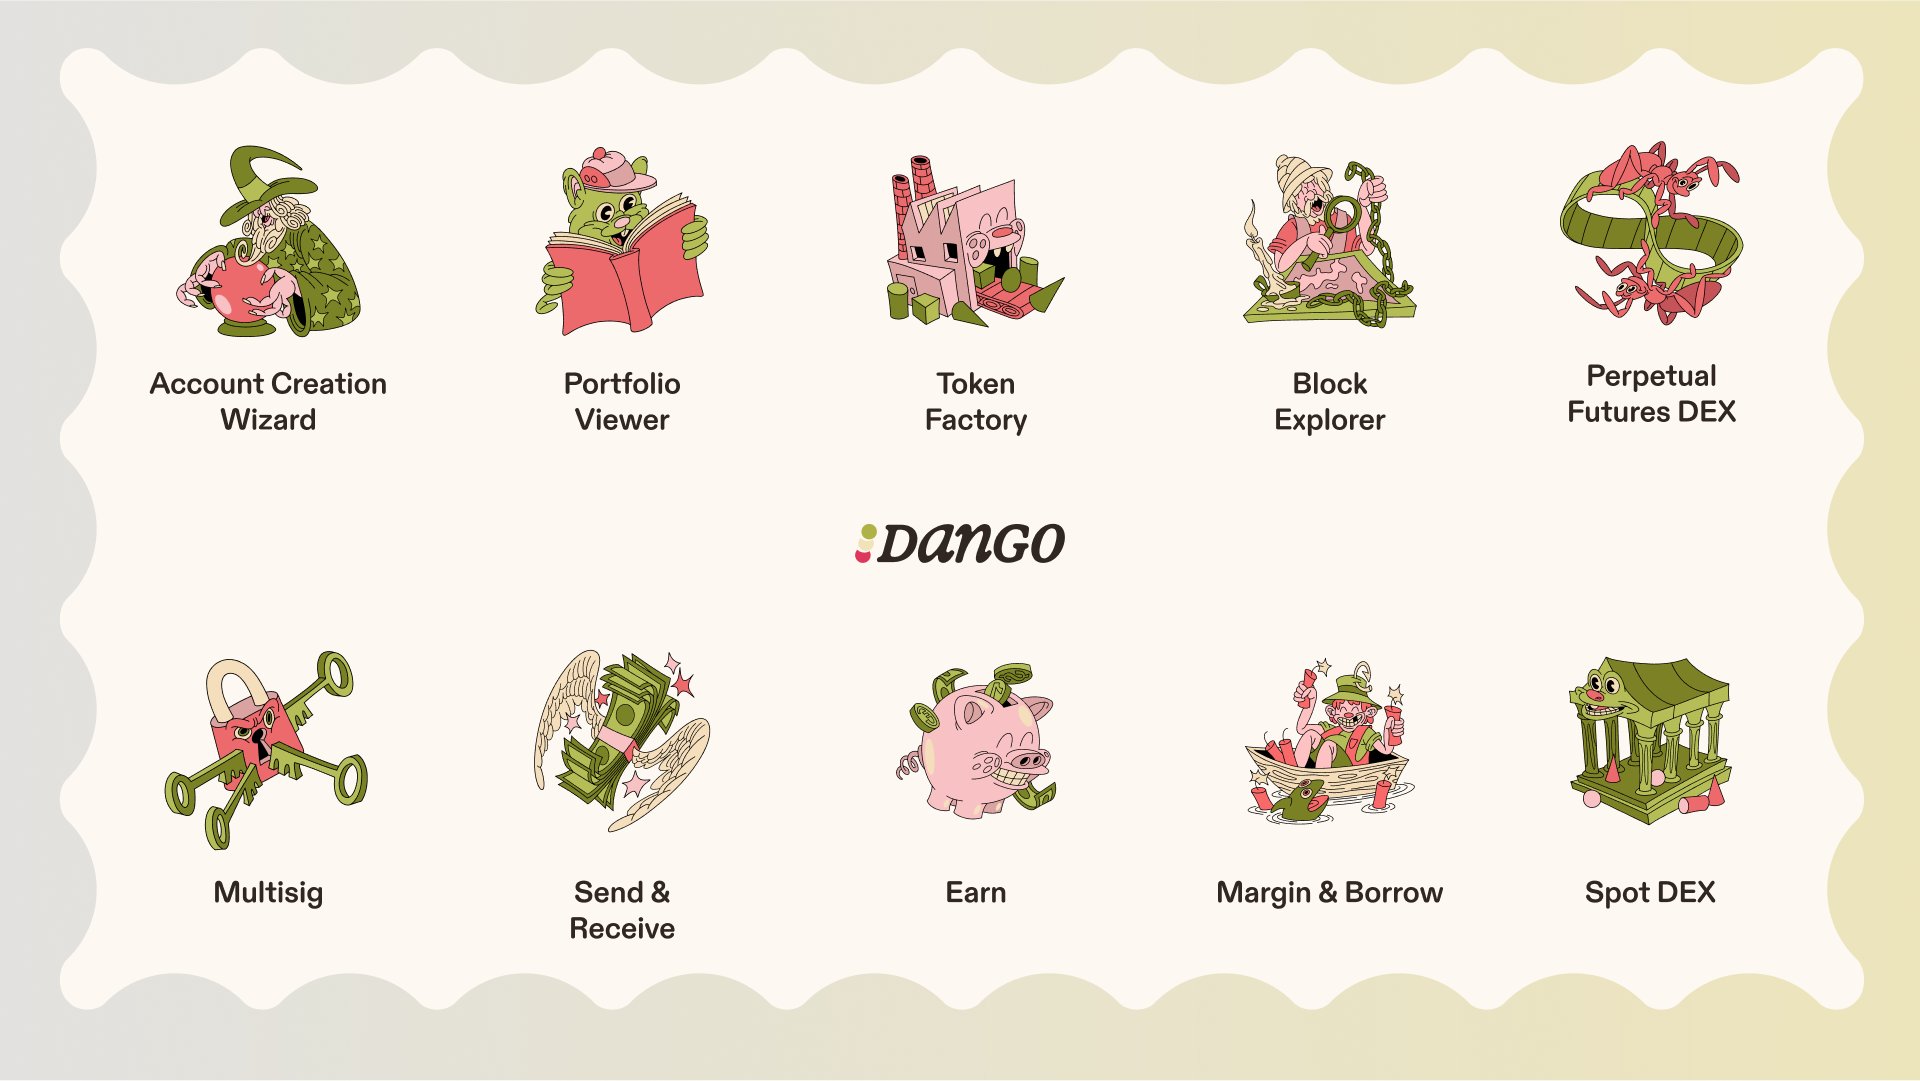 Account Creation
Wizard
Portfolio
Viewer
Token
Factory
Block
Explorer
Perpetual
Futures DEX
DANGO
Multisig
Send &
Receive
Earn
Margin & Borrow
Spot DEX